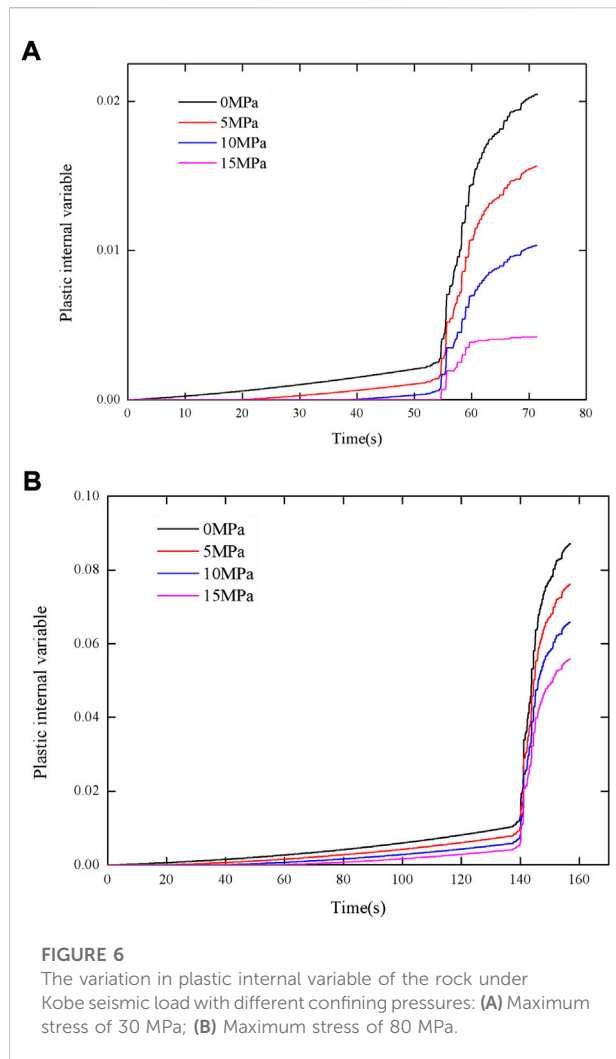 A
0.02
0.01
0.00
Plastic internal variable
0MPa
5MPa
10MPa
15MPa
0 10 20 30 40 50 60 70 80
Time(s)
B
0.10
0.08
0.06
0.04
0.02
0.00
Plastic internal variable
0MPa
5MPa
10MPa
15MPa
0 20 40 60 80 100 120 140 160
Time(s)
FIGURE 6
The variation in plastic internal variable of the rock under
Kobe seismic load with different confining pressures: (A) Maximum
stress of 30 MPa; (B) Maximum stress of 80 MPa.